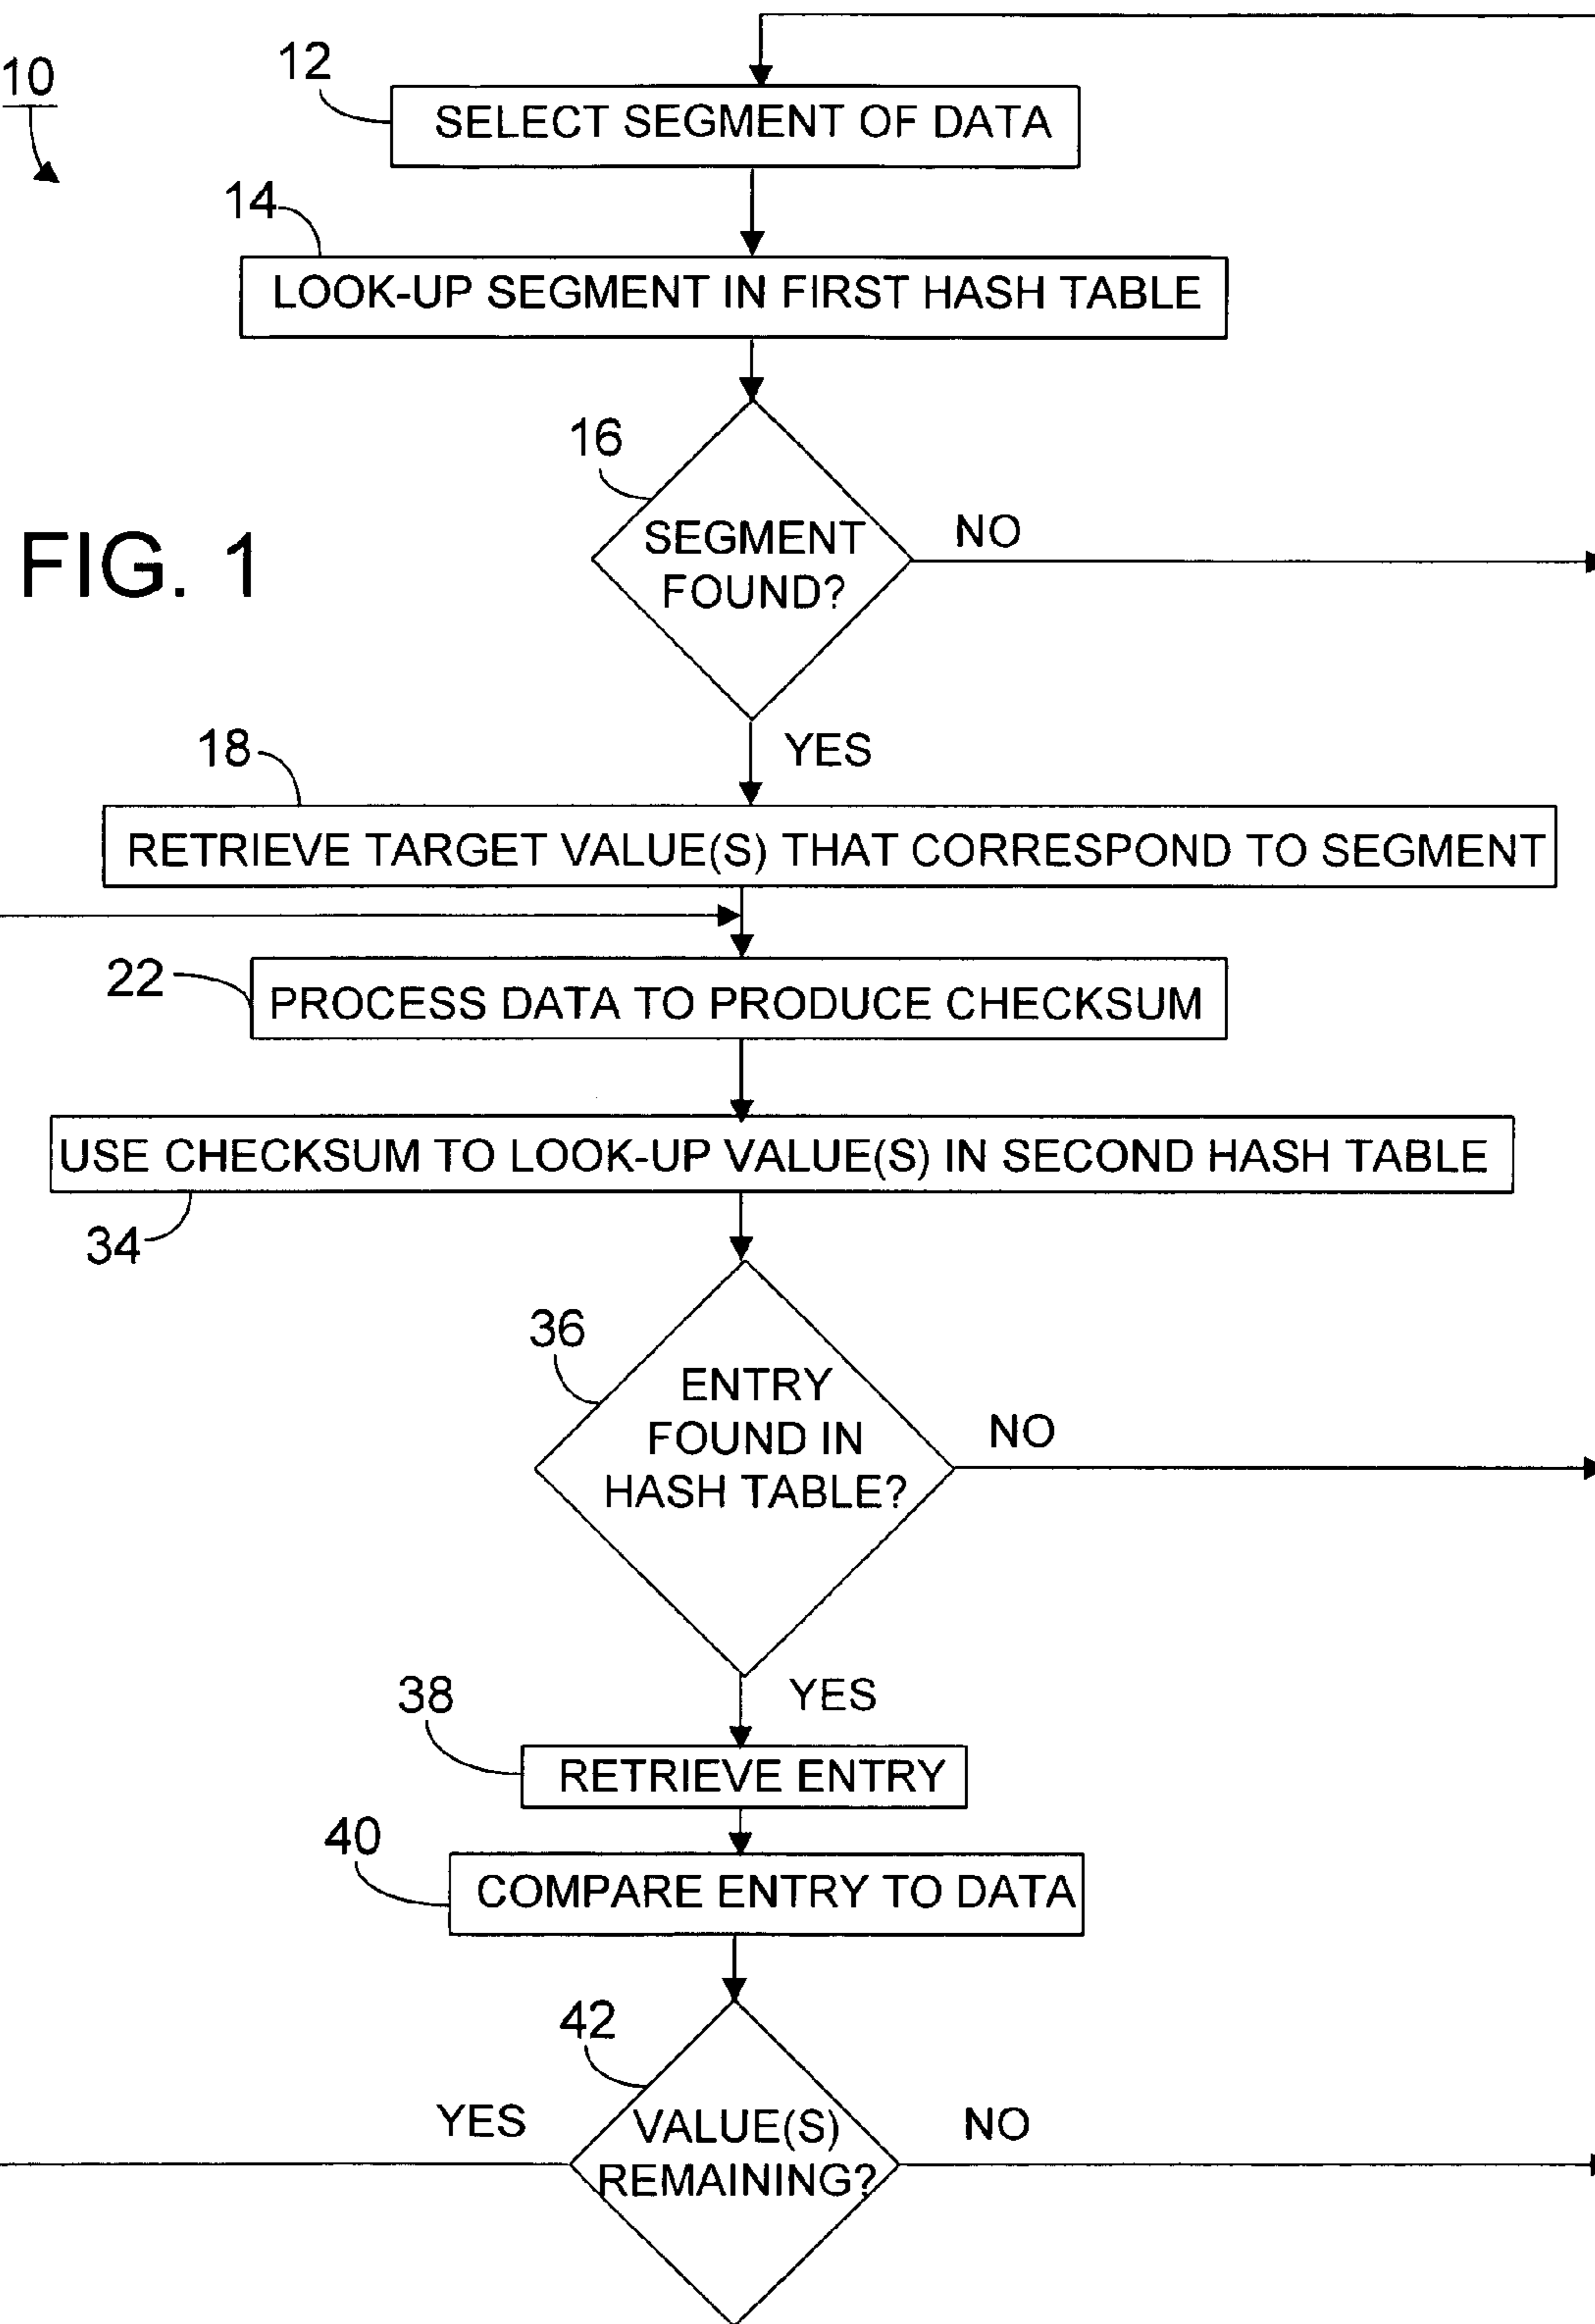 10
12
SELECT SEGMENT OF DATA
14
LOOK-UP SEGMENT IN FIRST HASH TABLE
16
SEGMENT
FOUND?
NO
FIG. 1
YES
18
RETRIEVE TARGET VALUE(S) THAT CORRESPOND TO SEGMENT
22
PROCESS DATA TO PRODUCE CHECKSUM
USE CHECKSUM TO LOOK-UP VALUE(S) IN SECOND HASH TABLE
34
36
ENTRY
FOUND IN
HASH TABLE?
NO
YES
38
RETRIEVE ENTRY
40
COMPARE ENTRY TO DATA
42
YES
VALUE(S)
REMAINING?
NO